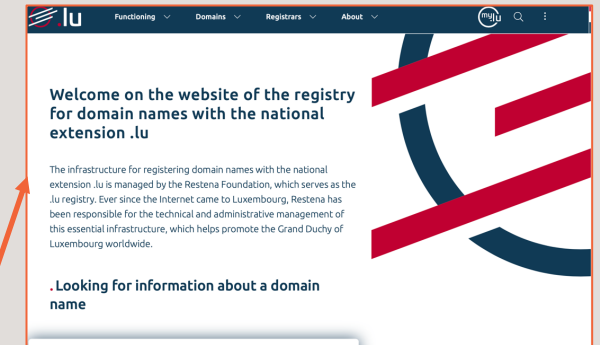 .lu Functioning Domains Registrars About my.lu
Welcome on the website of the registry
for domain names with the national
extension .lu
The infrastructure for registering domain names with the national
extension .lu is managed by the Restena Foundation, which serves as the
.lu registry. Ever since the Internet came to Luxembourg, Restena has
been responsible for the technical and administrative management of
this essential infrastructure, which helps promote the Grand Duchy of
Luxembourg worldwide.
.Looking for information about a domain
name